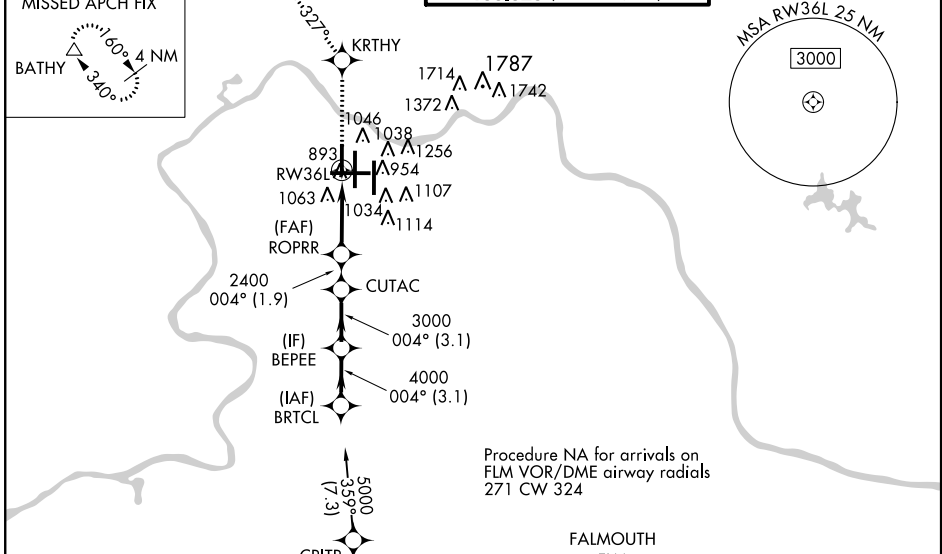 MISSED APCH FIX
BATHY
160°
4 NM
340°
327°
KRTHY
MSA RW36L 25 NM
3000
1714
1787
1742
1372
1046
1038
1256
893
RW36L
954
1063
1034
1107
1114
(FAF)
ROPRR
2400
004° (1.9)
CUTAC
3000
004° (3.1)
(IF)
BEPEE
4000
004° (3.1)
(IAF)
BRTCL
5000
359°
(7.3)
Procedure NA for arrivals on
FLM VOR/DME airway radials
271 CW 324
FALMOUTH